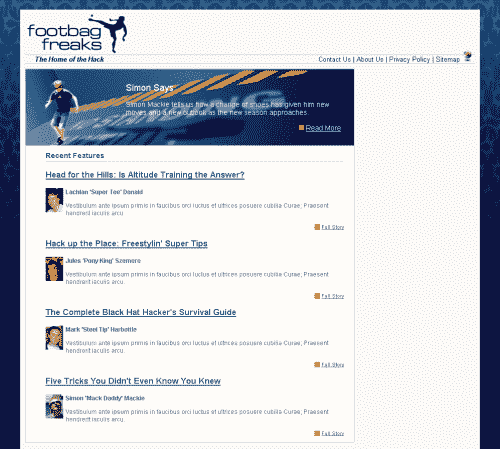 footbag
freaks
The Home of the Hack
Contact Us | About Us | Privacy Policy | Sitemap
Simon Says
Simon Mackie tells us how a change of shoes has given him new
moves and a new outlook as the new season approaches.
Read More
Recent Features
Head for the Hills: Is Altitude Training the Answer?
Lachlan 'Super Toe' Donald
Vestibulum ante ipsum primis in faucibus orci luctus et ultrices posuere cubilia Curae; Praesent
hendrerit iaculis arcu.
Full Story
Hack up the Place: Freestylin' Super Tips
Jules 'Pony King' Szemere
Vestibulum ante ipsum primis in faucibus orci luctus et ultrices posuere cubilia Curae; Praesent
hendrerit iaculis arcu.
Full Story
The Complete Black Hat Hacker's Survival Guide
Mark 'Steel Tip' Harbottle
Vestibulum ante ipsum primis in faucibus orci luctus et ultrices posuere cubilia Curae; Praesent
hendrerit iaculis arcu.
Full Story
Five Tricks You Didn't Even Know You Knew
Simon 'Mack Daddy' Mackie
Vestibulum ante ipsum primis in faucibus orci luctus et ultrices posuere cubilia Curae; Praesent
hendrerit iaculis arcu.
Full Story